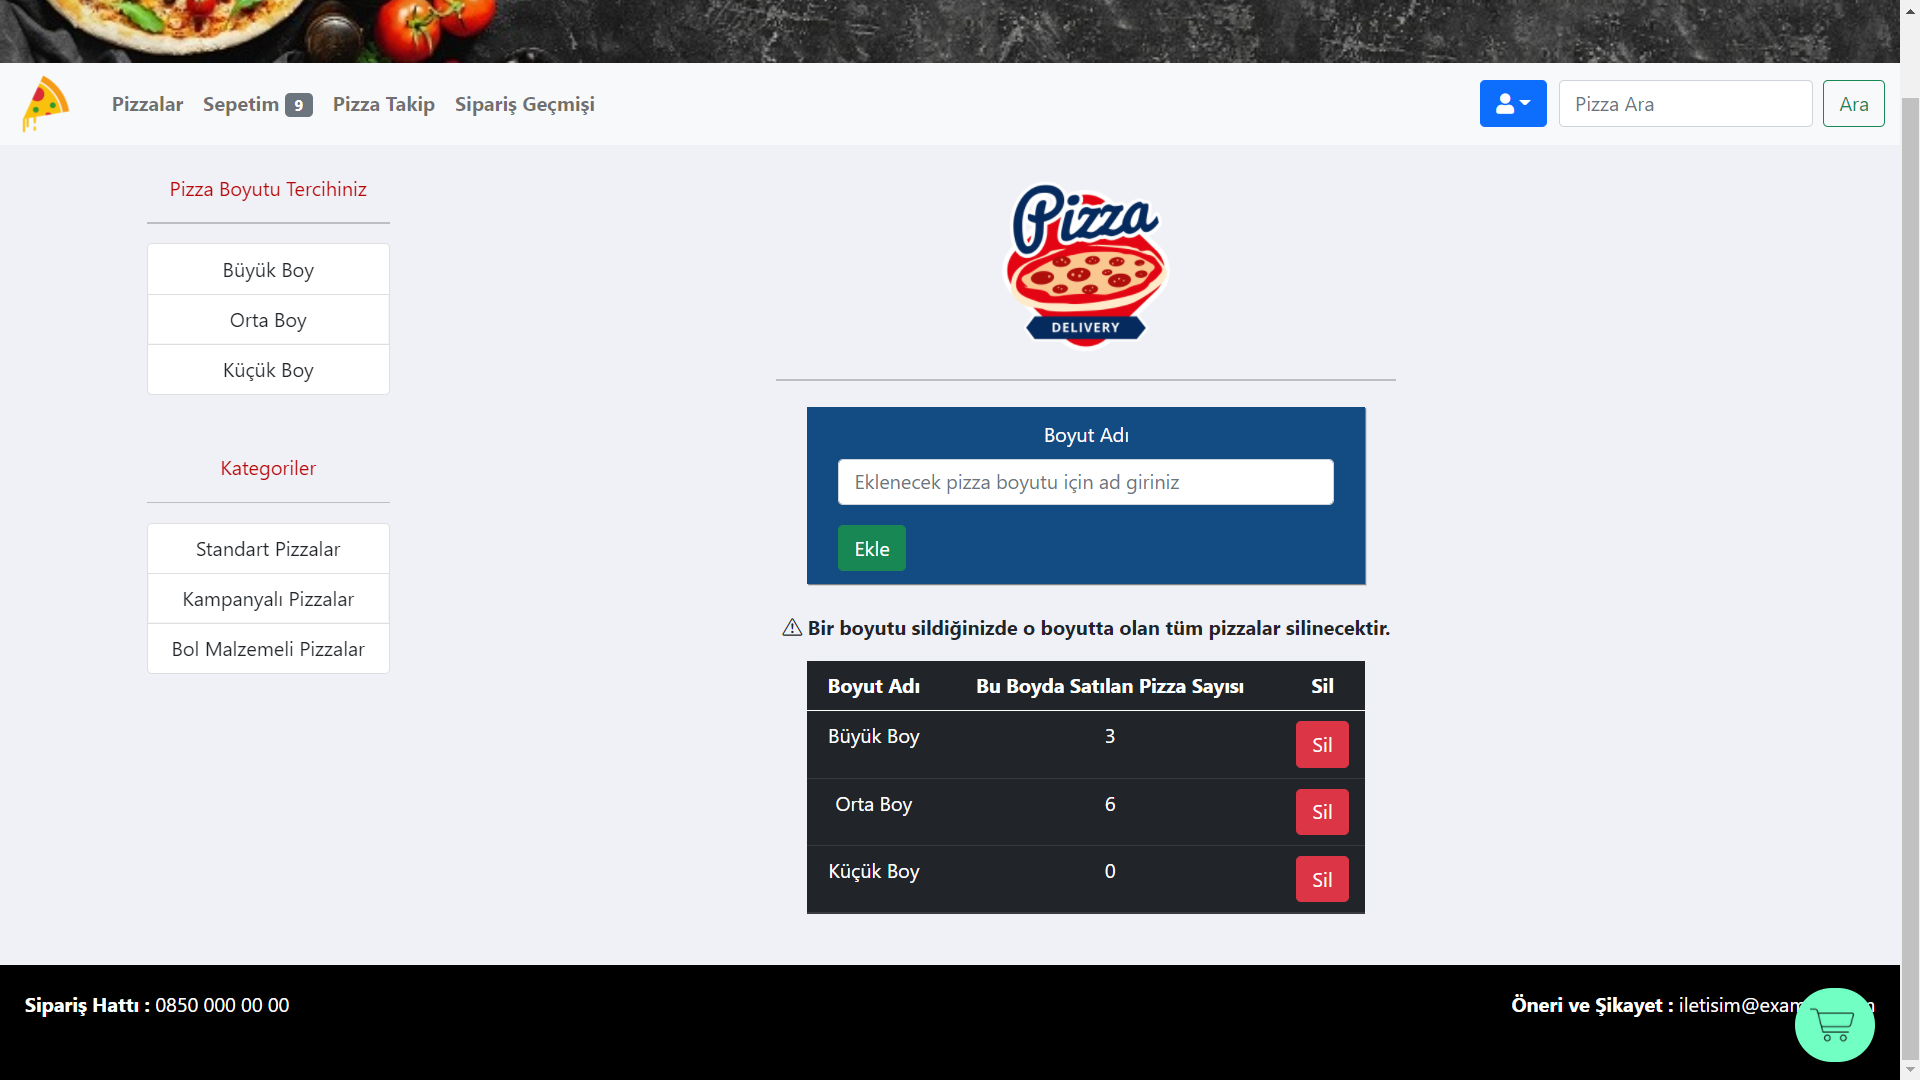 Pizzalar Sepetim 9 Pizza Takip Sipariş Geçmişi Pizza Ara Ara
Pizza Boyutu Tercihiniz
Büyük Boy
Orta Boy
Küçük Boy
Kategoriler
Standart Pizzalar
Kampanyalı Pizzalar
Bol Malzemeli Pizzalar
Pizza
DELIVERY
Boyut Adı
Eklenecek pizza boyutu için ad giriniz
Ekle
Bir boyutu sildiğinizde o boyutta olan tüm pizzalar silinecektir.
Boyut Adı Bu Boyda Satılan Pizza Sayısı Sil
Büyük Boy 3 Sil
Orta Boy 6 Sil
Küçük Boy 0 Sil
Sipariş Hattı : 0850 000 00 00
Öneri ve Şikayet :